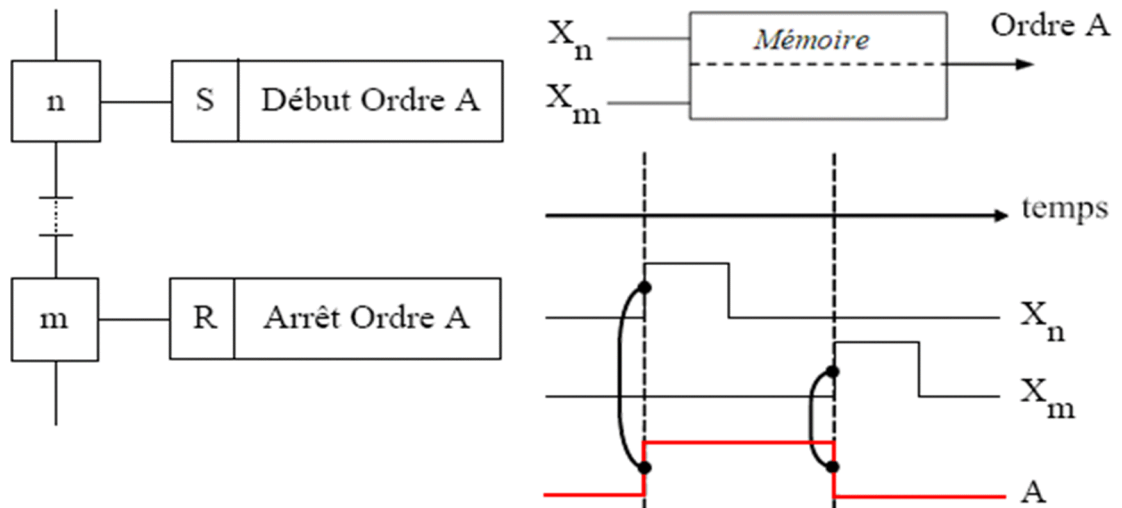 n S Début Ordre A
m R Arrêt Ordre A
Xn Mémoire Ordre A
Xm
temps
Xn
Xm
A